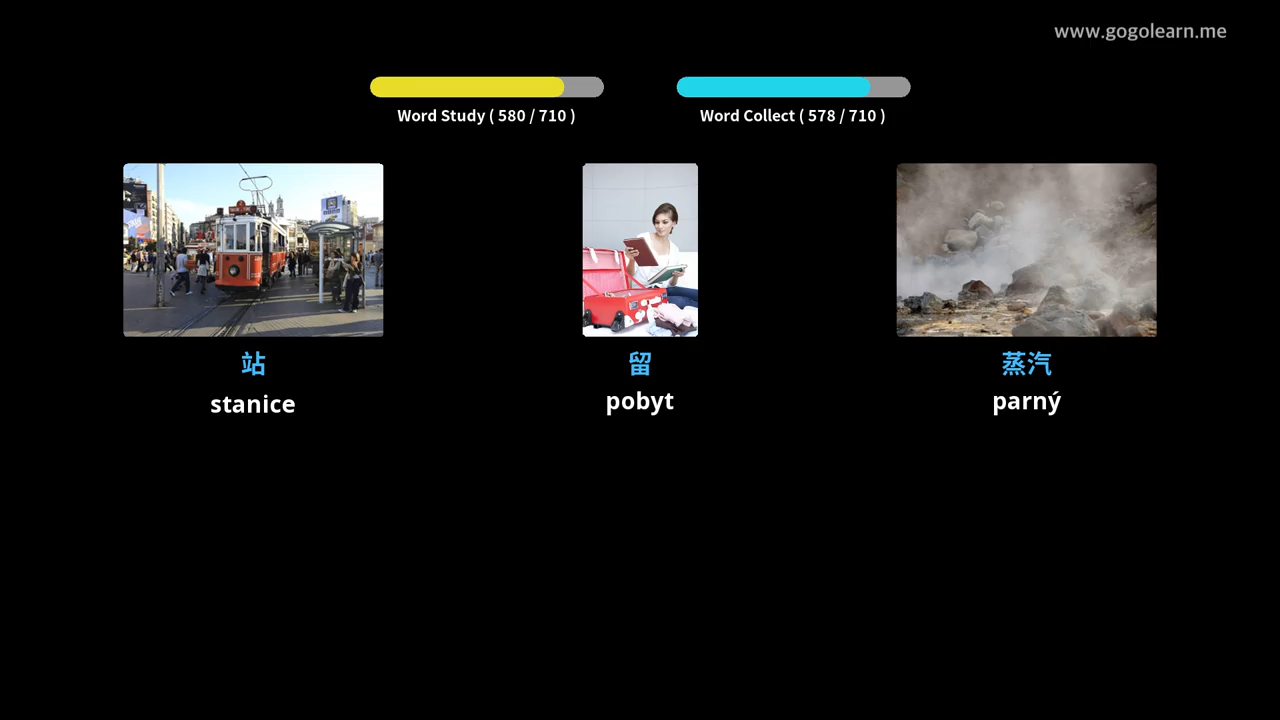 www.gogolearn.me
Word Study ( 580 / 710 )
Word Collect ( 578 / 710 )
站
留
蒸汽
stanice
pobyt
parný